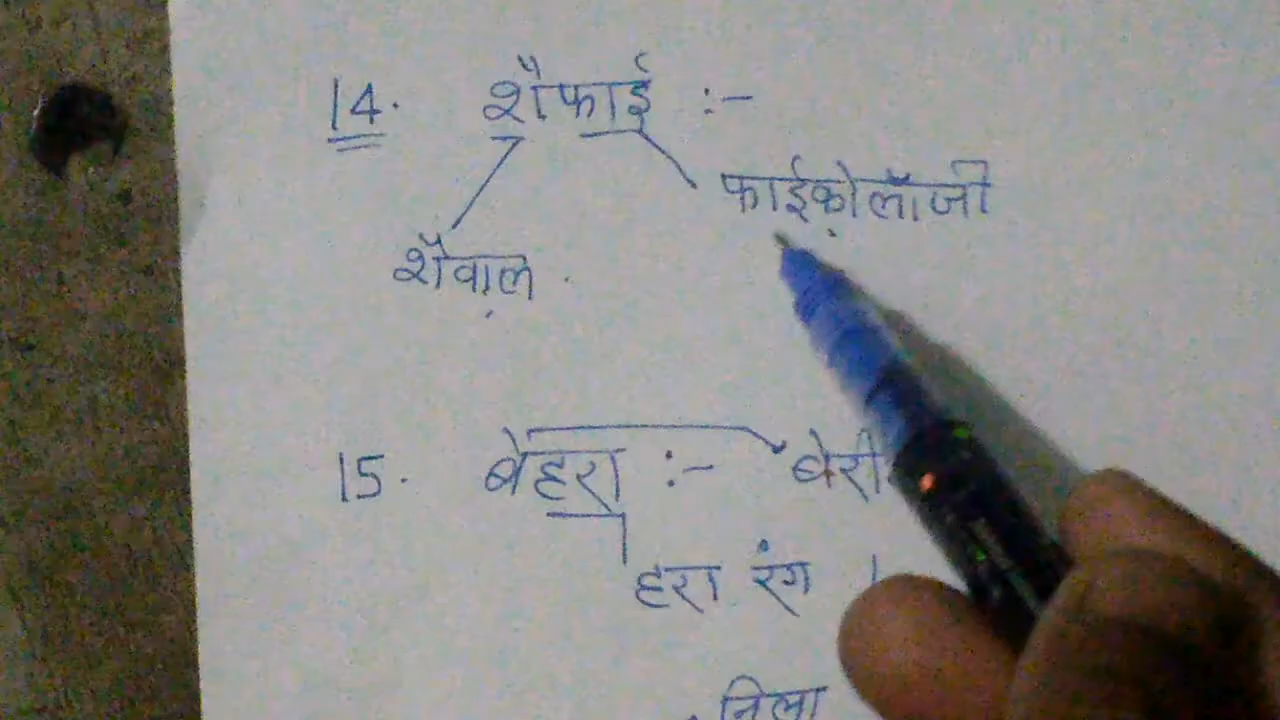 14. शैफाई :-
फाईकोलॉजी
शैवाल .
15. बेहरा :- बेरी
हरा रंग ।
निला